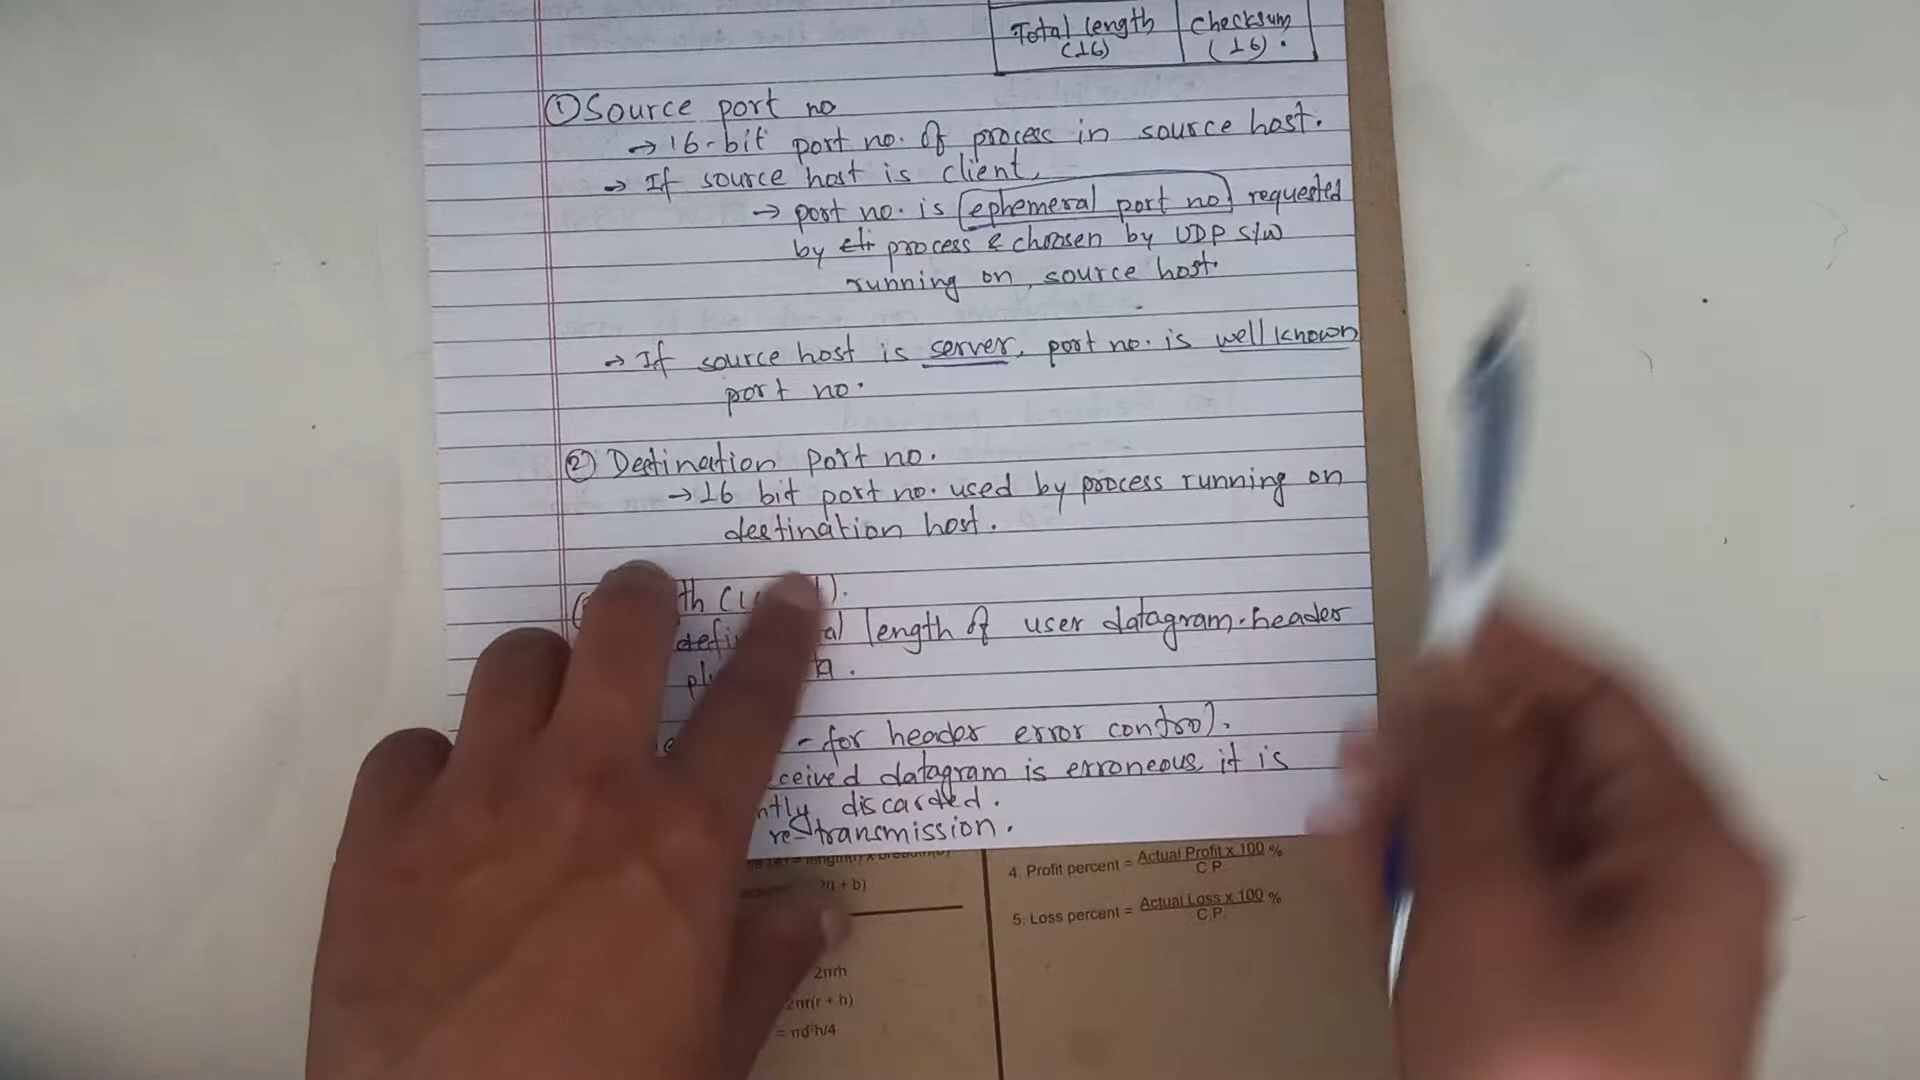 Total length Checksum
(16) (16).
① Source port no
→ 16-bit port no. of process in source host.
→ If source host is client,
→ port no. is ephemeral port no requested
by process & choosen by UDP S/W
running on source host.
→ If source host is server, port no. is well known
port no.
② Destination port no.
→ 16 bit port no. used by process running on
destination host.
length of user datagram. header
- for header error control.
datagram is erroneous it is
discarded.
re-transmission.
4. Profit percent = Actual Profit x 100 %
C P
5. Loss percent = Actual Loss x 100 %
C.P.
2πrh
2πr(r + h)
= πd²h/4